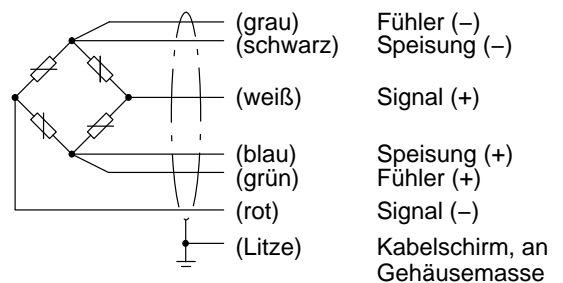 (grau) Fühler (−)
(schwarz) Speisung (−)
(weiß) Signal (+)
(blau) Speisung (+)
(grün) Fühler (+)
(rot) Signal (−)
(Litze) Kabelschirm, an
Gehäusemasse